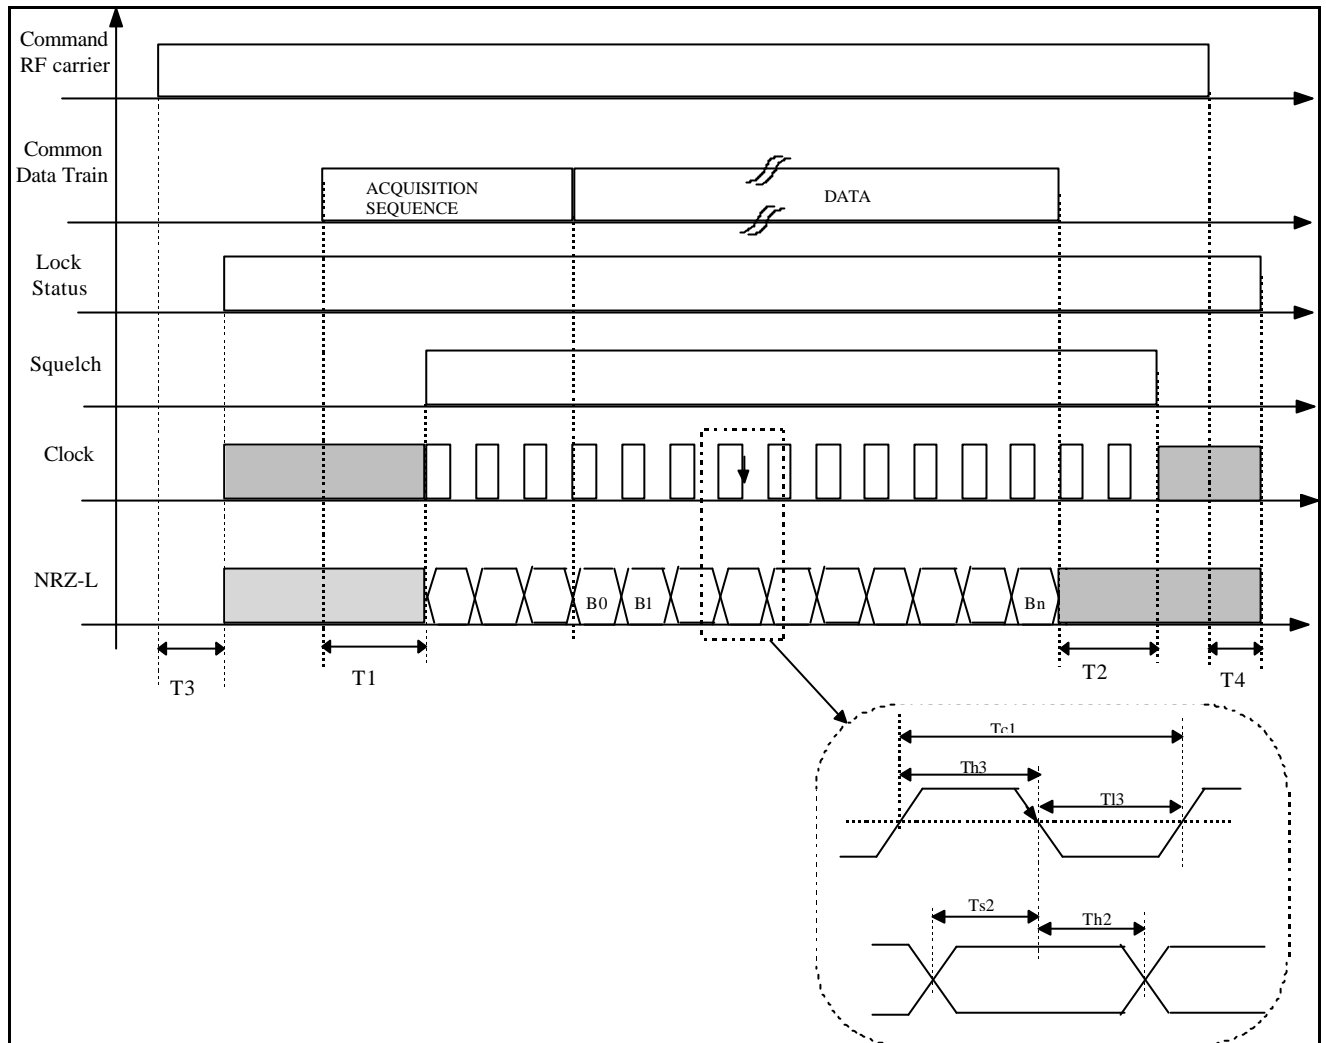 Command
RF carrier
Common
Data Train
ACQUISITION
SEQUENCE
DATA
Lock
Status
Squelch
Clock
NRZ-L
B0
B1
Bn
T3
T1
T2
T4
Tc1
Th3
Tl3
Ts2
Th2